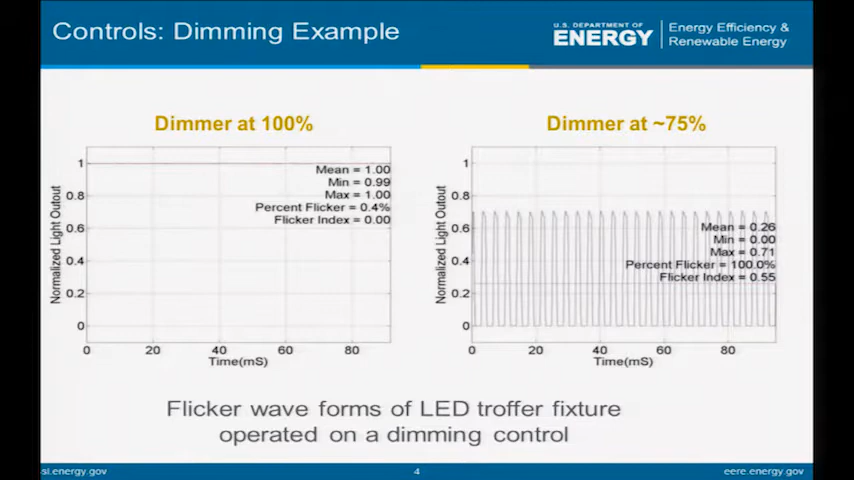 Controls: Dimming Example
U.S. DEPARTMENT OF
ENERGY
Energy Efficiency &
Renewable Energy
Dimmer at 100%
1
0.8
0.6
0.4
0.2
0
Normalized Light Outout
Mean = 1.00
Min = 0.99
Max = 1.00
Percent Flicker = 0.4%
Flicker Index = 0.00
0 20 40 60 80
Time(mS)
Dimmer at ~75%
1
0.8
0.6
0.4
0.2
0
Normalized Light Outout
Mean = 0.26
Min = 0.00
Max = 0.71
Percent Flicker = 100.0%
Flicker Index = 0.55
0 20 40 60 80
Time(mS)
Flicker wave forms of LED troffer fixture
operated on a dimming control
sl.energy.gov
4
eere.energy.gov